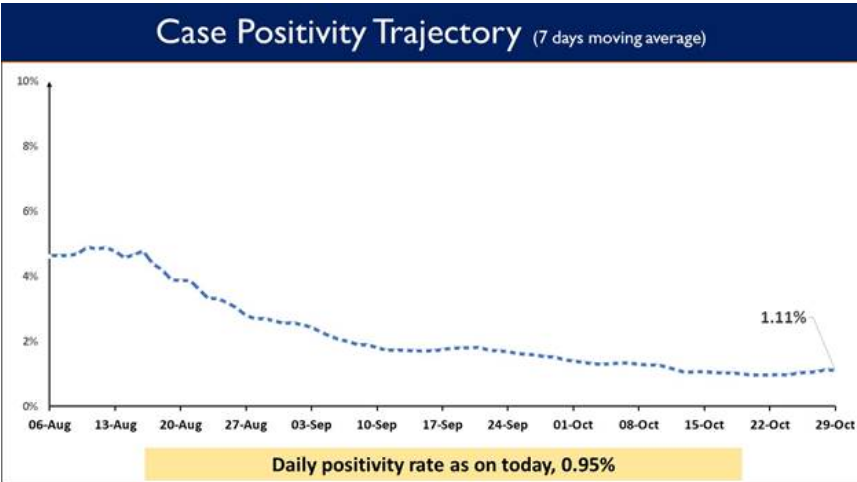 Case Positivity Trajectory (7 days moving average)
10%
8%
6%
4%
2%
0%
1.11%
06-Aug 13-Aug 20-Aug 27-Aug 03-Sep 10-Sep 17-Sep 24-Sep 01-Oct 08-Oct 15-Oct 22-Oct 29-Oct
Daily positivity rate as on today, 0.95%